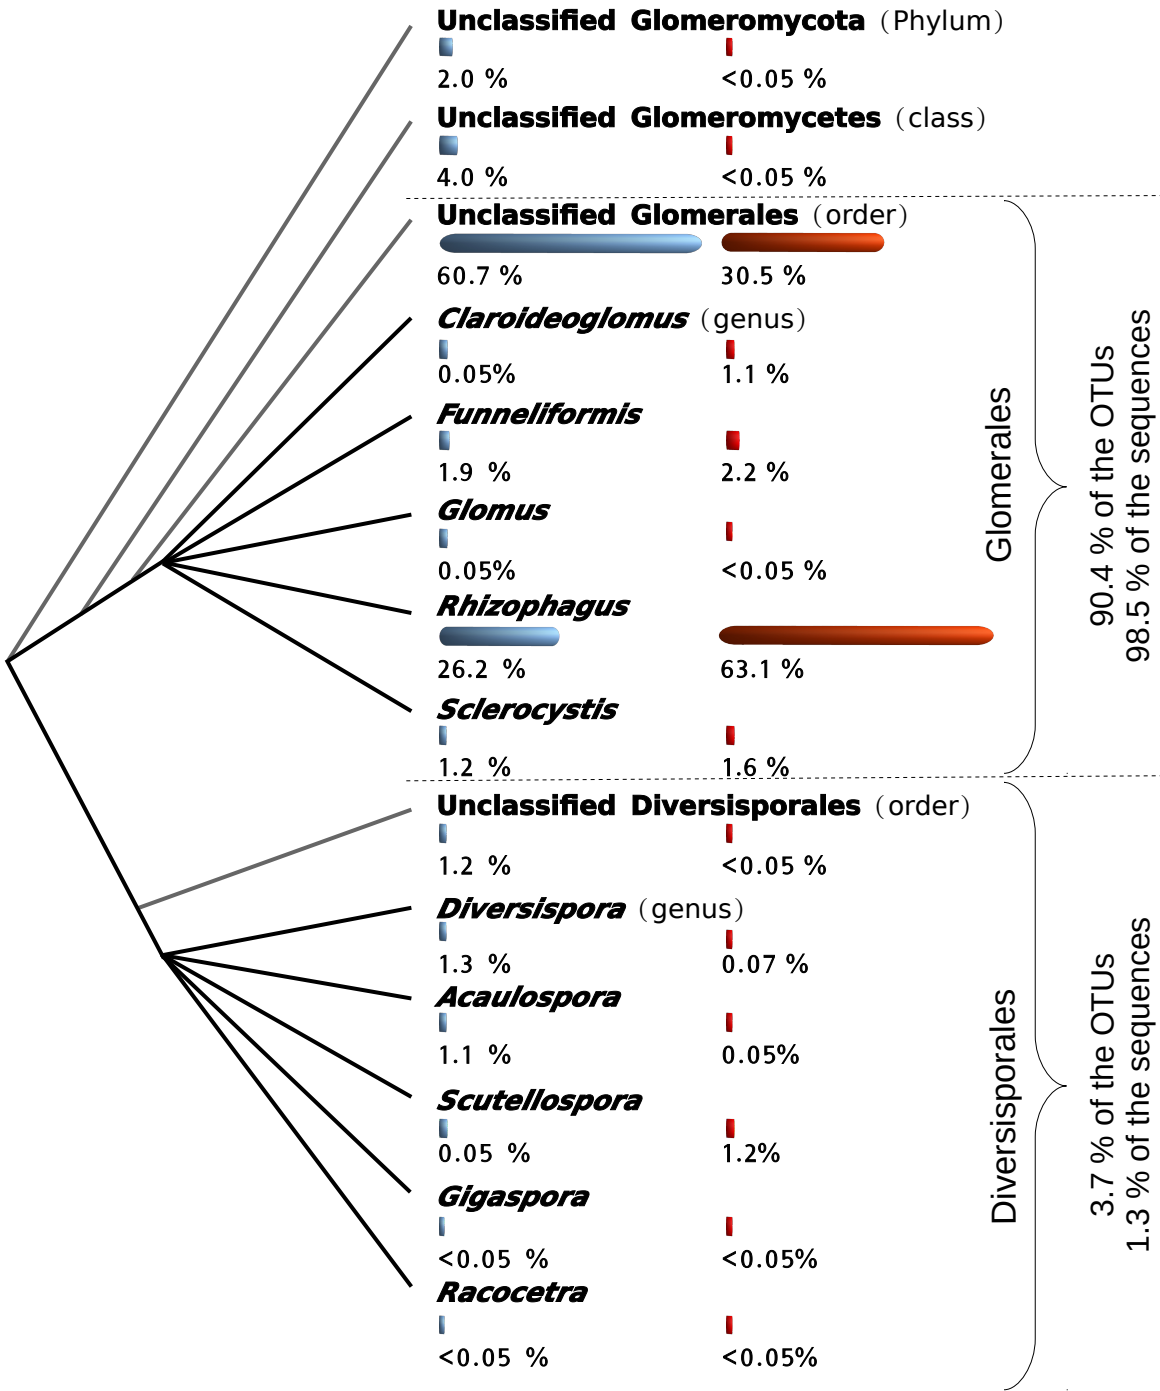 Unclassified Glomeromycota (Phylum)
2.0 % <0.05 %
Unclassified Glomeromycetes (class)
4.0 % <0.05 %
Unclassified Glomerales (order)
60.7 % 30.5 %
Claroideoglomus (genus)
0.05% 1.1 %
Funneliformis
1.9 % 2.2 %
Glomus
0.05% <0.05 %
Rhizophagus
26.2 % 63.1 %
Sclerocystis
1.2 % 1.6 %
Glomerales
90.4 % of the OTUs
98.5 % of the sequences
Unclassified Diversisporales (order)
1.2 % <0.05 %
Diversispora (genus)
1.3 % 0.07 %
Acaulospora
1.1 % 0.05%
Scutellospora
0.05 % 1.2%
Gigaspora
<0.05 % <0.05%
Racocetra
<0.05 % <0.05%
Diversisporales
3.7 % of the OTUs
1.3 % of the sequences